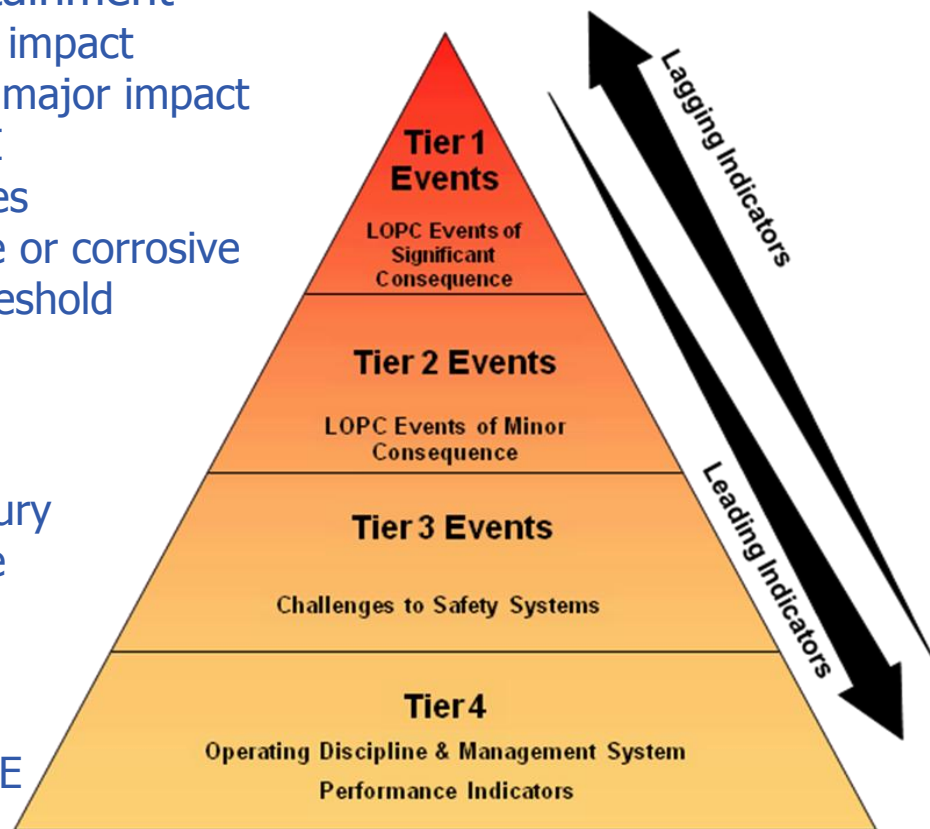 tainment
impact
major impact
es
e or corrosive
eshold
ury
e
E
Tier 1
Events
LOPC Events of
Significant
Consequence
Tier 2 Events
LOPC Events of Minor
Consequence
Tier 3 Events
Challenges to Safety Systems
Tier 4
Operating Discipline & Management System
Performance Indicators
Lagging Indicators
Leading Indicators